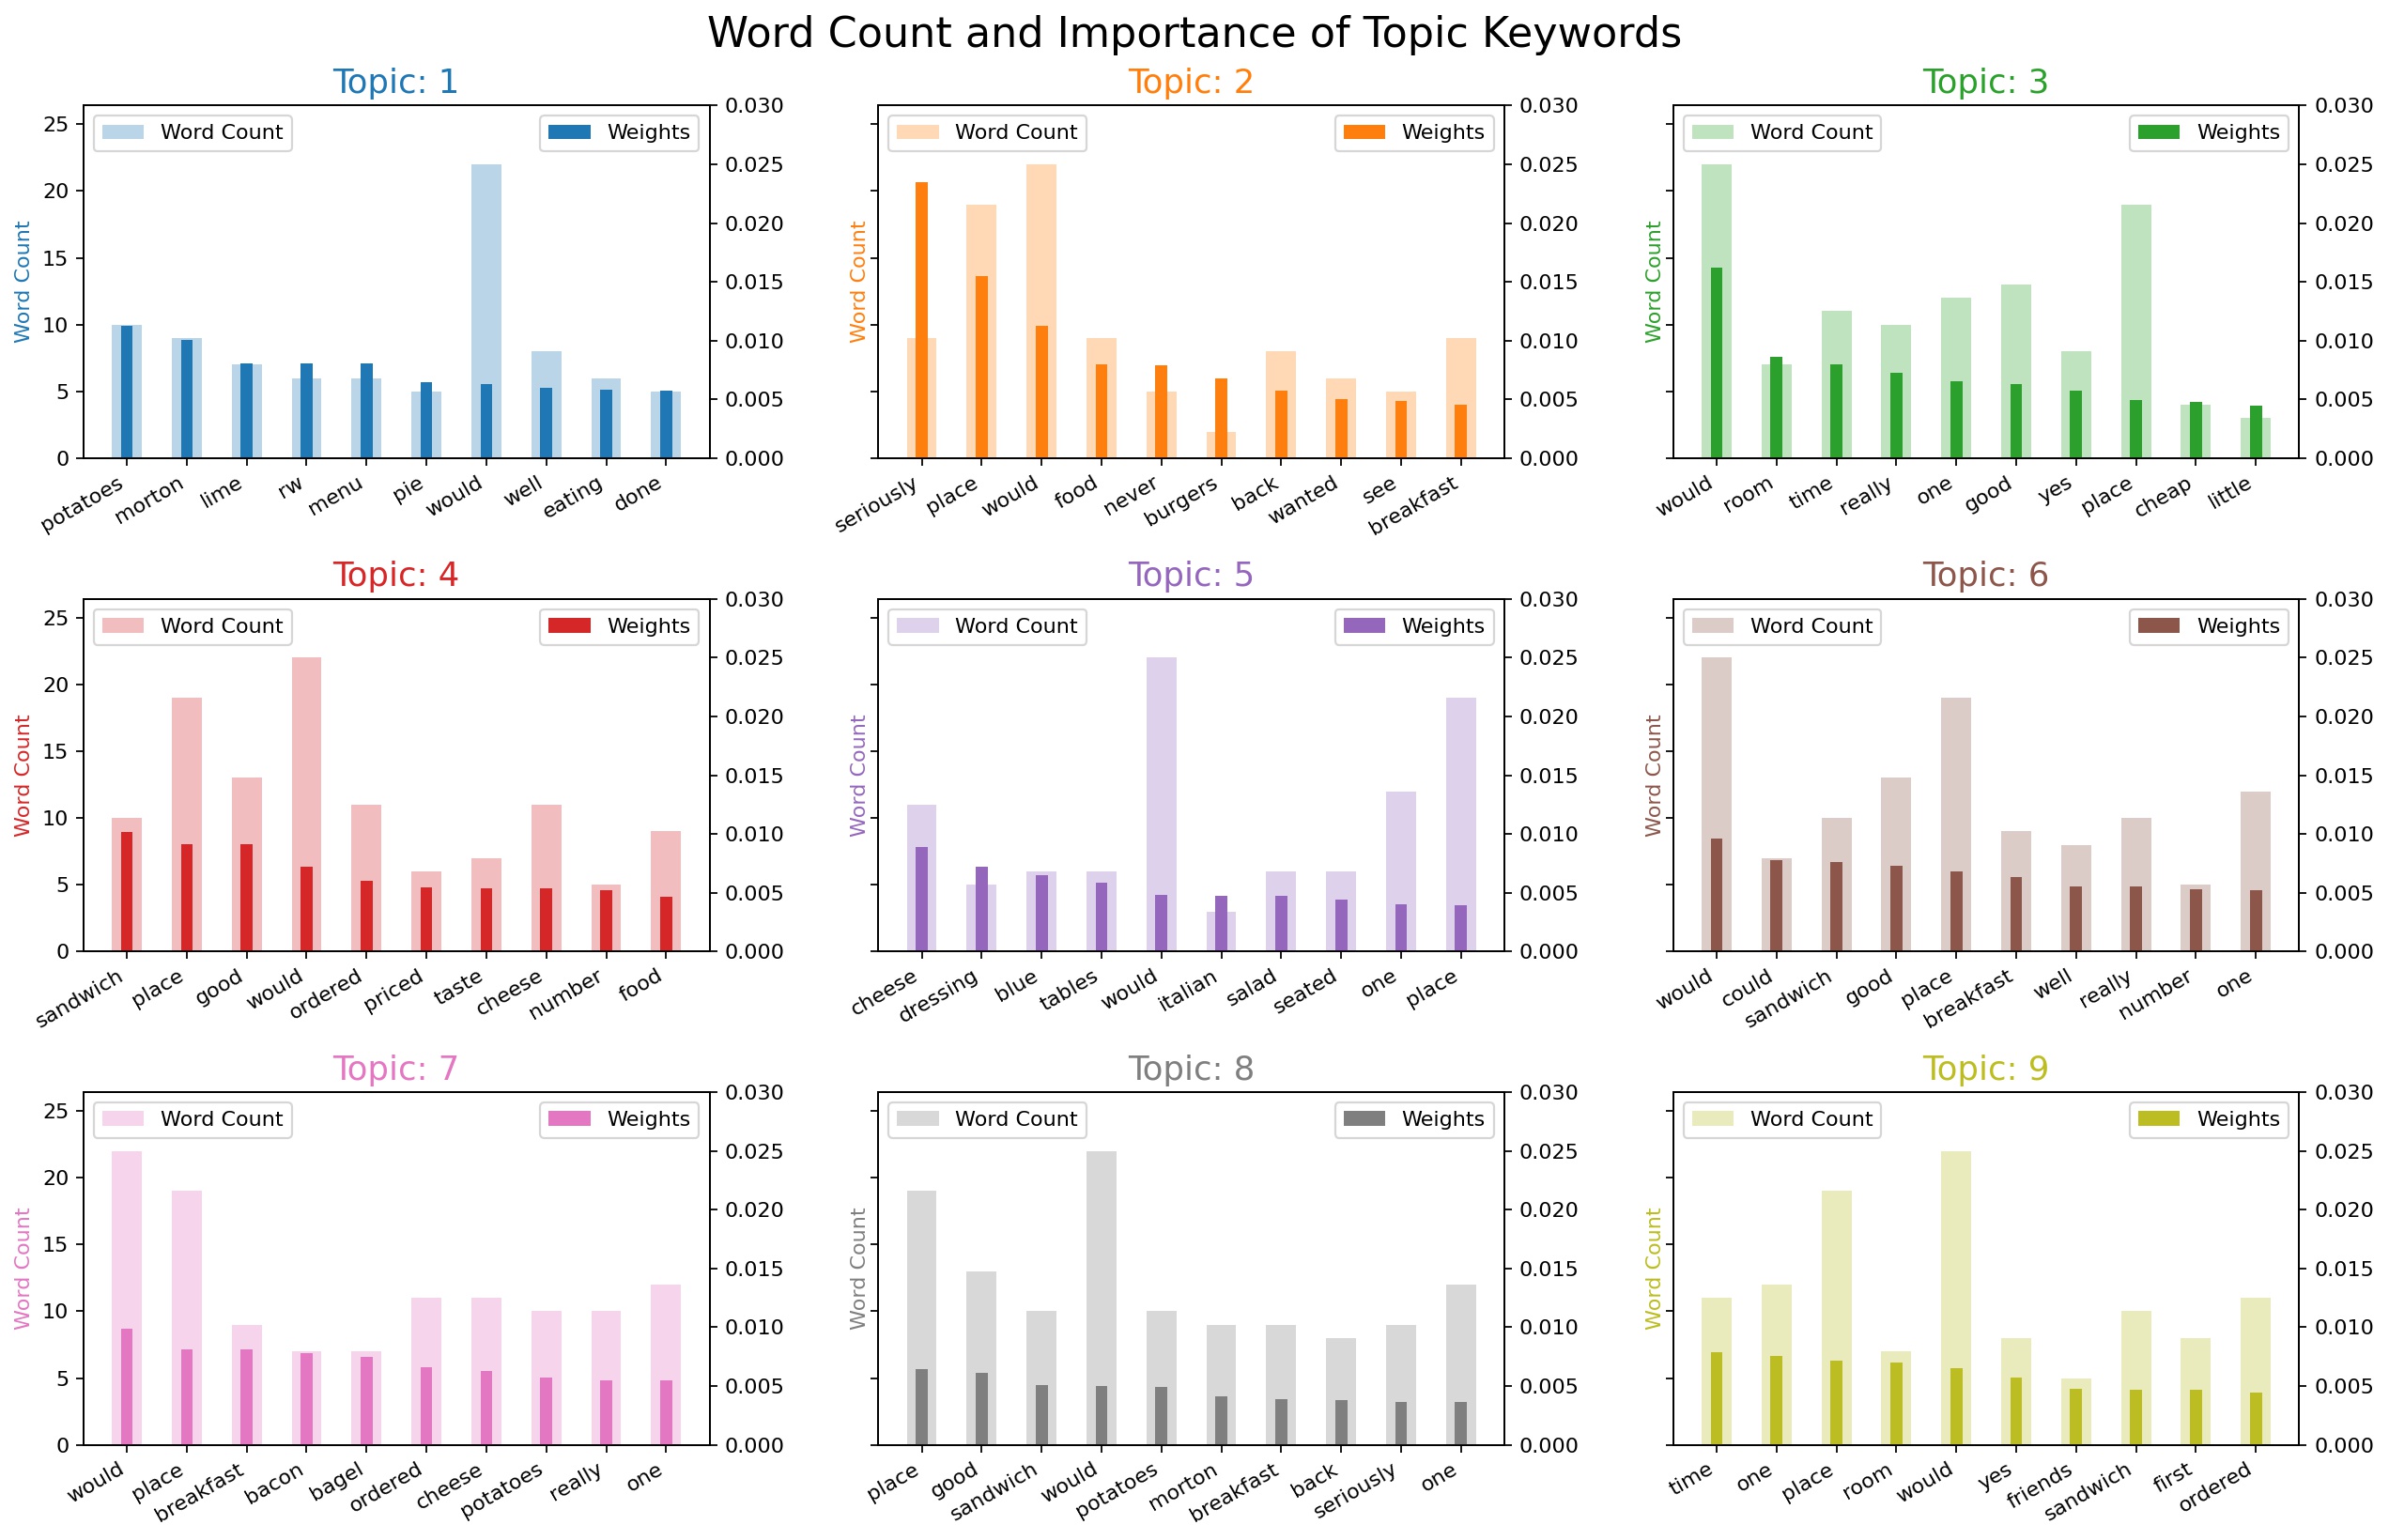 Word Count and Importance of Topic Keywords
Topic: 1
Word Count
Weights
Word Count
25
20
15
10
5
0
0.030
0.025
0.020
0.015
0.010
0.005
0.000
potatoes morton lime rw menu pie would well eating done
Topic: 2
Word Count
Weights
Word Count
0.030
0.025
0.020
0.015
0.010
0.005
0.000
seriously place would food never burgers back wanted see breakfast
Topic: 3
Word Count
Weights
Word Count
0.030
0.025
0.020
0.015
0.010
0.005
0.000
would room time really one good yes place cheap little
Topic: 4
Word Count
Weights
Word Count
25
20
15
10
5
0
0.030
0.025
0.020
0.015
0.010
0.005
0.000
sandwich place good would ordered priced taste cheese number food
Topic: 5
Word Count
Weights
Word Count
0.030
0.025
0.020
0.015
0.010
0.005
0.000
cheese dressing blue tables would italian salad seated one place
Topic: 6
Word Count
Weights
Word Count
0.030
0.025
0.020
0.015
0.010
0.005
0.000
would could sandwich good place breakfast well really number one
Topic: 7
Word Count
Weights
Word Count
25
20
15
10
5
0
0.030
0.025
0.020
0.015
0.010
0.005
0.000
would place breakfast bacon bagel ordered cheese potatoes really one
Topic: 8
Word Count
Weights
Word Count
0.030
0.025
0.020
0.015
0.010
0.005
0.000
place good sandwich would potatoes morton breakfast back seriously one
Topic: 9
Word Count
Weights
Word Count
0.030
0.025
0.020
0.015
0.010
0.005
0.000
time one place room would yes friends sandwich first ordered